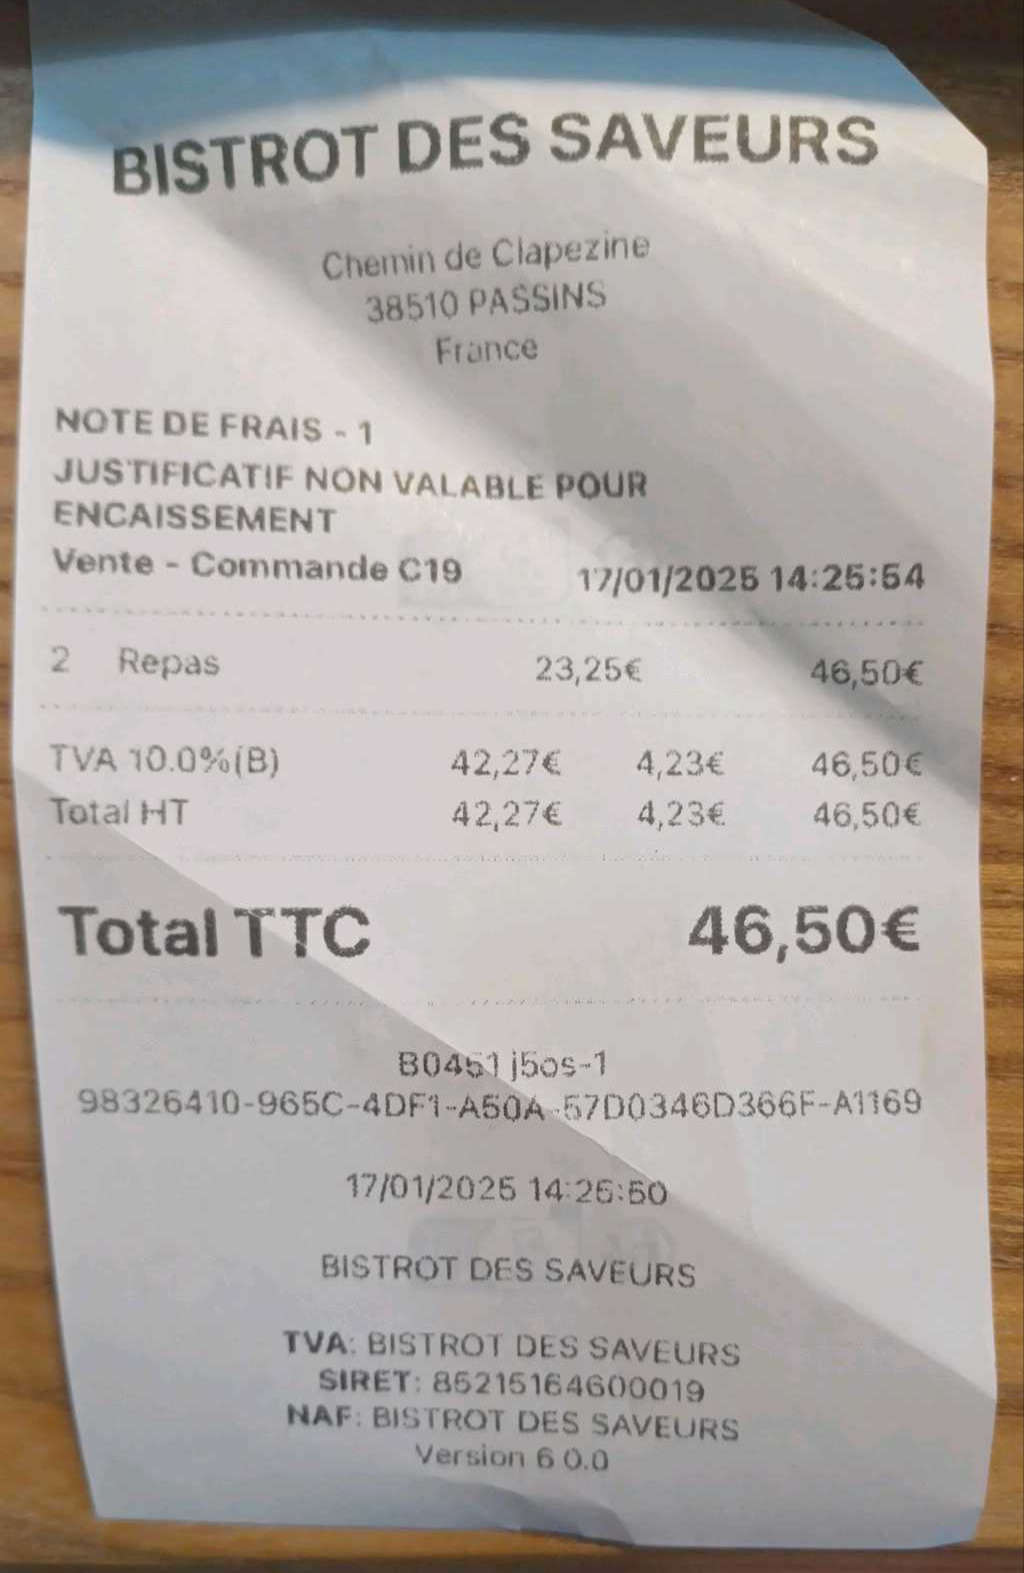 BISTROT DES SAVEURS
Chemin de Clapezine
38510 PASSINS
France
NOTE DE FRAIS - 1
JUSTIFICATIF NON VALABLE POUR
ENCAISSEMENT
Vente - Commande C19 17/01/2025 14:25:54
2 Repas 23,25€ 46,50€
TVA 10.0%(B) 42,27€ 4,23€ 46,50€
Total HT 42,27€ 4,23€ 46,50€
Total TTC 46,50€
B0451 j5os-1
98326410-965C-4DF1-A50A-57D0346D366F-A1169
17/01/2025 14:25:50
BISTROT DES SAVEURS
TVA: BISTROT DES SAVEURS
SIRET: 85215164600019
NAF: BISTROT DES SAVEURS
Version 6.0.0